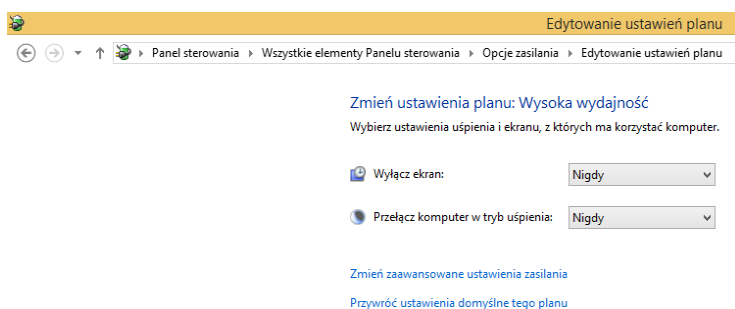 Edytowanie ustawień planu
Panel sterowania Wszystkie elementy Panelu sterowania Opcje zasilania Edytowanie ustawień planu
Zmień ustawienia planu: Wysoka wydajność
Wybierz ustawienia uśpienia i ekranu, z których ma korzystać komputer.
Wyłącz ekran: Nigdy
Przełącz komputer w tryb uśpienia: Nigdy
Zmień zaawansowane ustawienia zasilania
Przywróć ustawienia domyślne tego planu